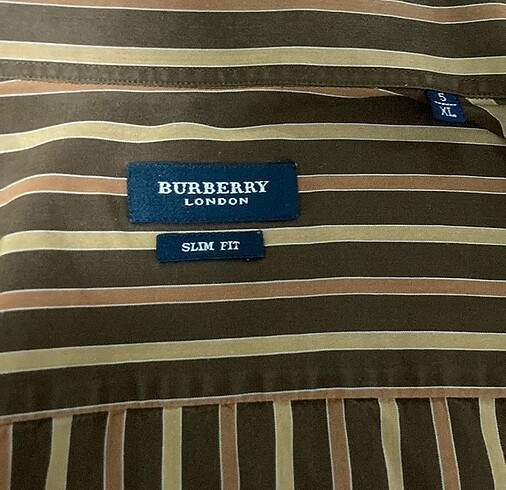 5
XL
BURBERRY
LONDON
SLIM FIT